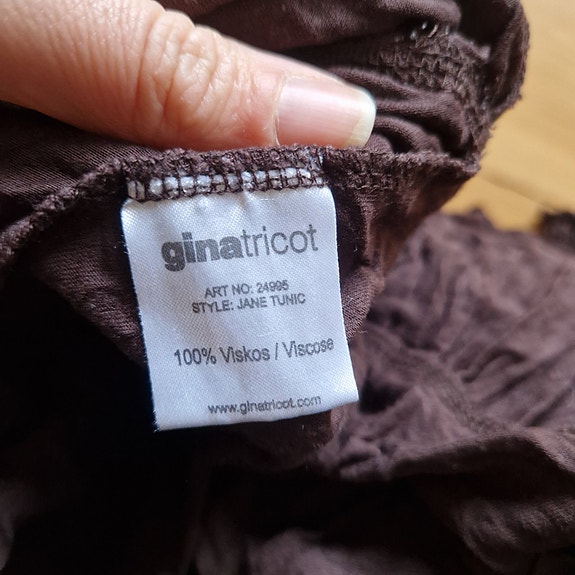 ginatricot
ART NO: 24995
STYLE: JANE TUNIC
100% Viskos / Viscose
www.ginatricot.com